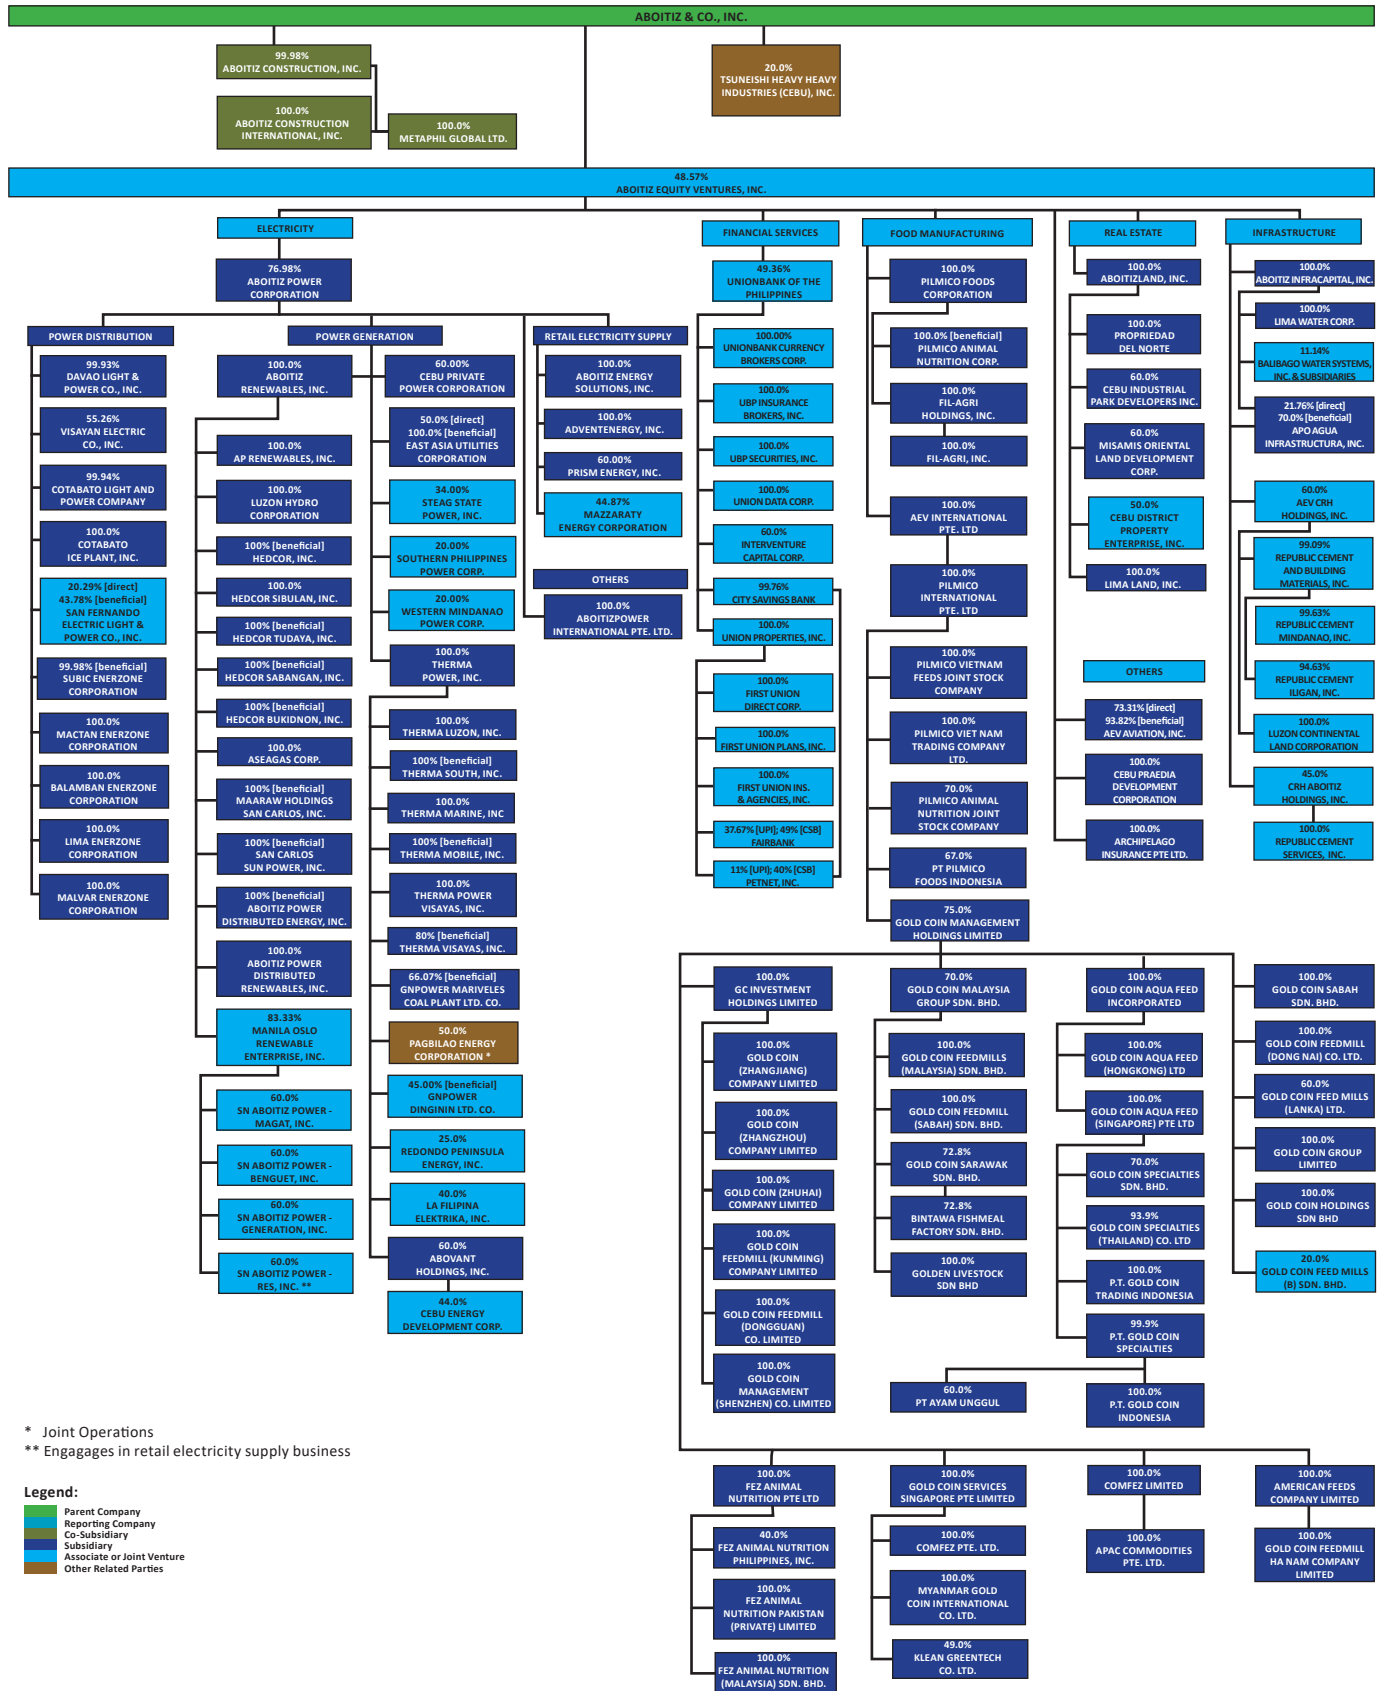 ABOITIZ & CO., INC.
99.98%
ABOITIZ CONSTRUCTION, INC.
100.0%
ABOITIZ CONSTRUCTION
INTERNATIONAL, INC.
100.0%
METAPHIL GLOBAL LTD.
20.0%
TSUNEISHI HEAVY HEAVY
INDUSTRIES (CEBU), INC.
48.57%
ABOITIZ EQUITY VENTURES, INC.
ELECTRICITY
76.98%
ABOITIZ POWER
CORPORATION
POWER DISTRIBUTION
99.93%
DAVAO LIGHT &
POWER CO., INC.
55.26%
VISAYAN ELECTRIC
CO., INC.
99.94%
COTABATO LIGHT AND
POWER COMPANY
100.0%
COTABATO
ICE PLANT, INC.
20.29% [direct]
43.78% [beneficial]
SAN FERNANDO
ELECTRIC LIGHT &
POWER CO., INC.
99.98% [beneficial]
SUBIC ENERZONE
CORPORATION
100.0%
MACTAN ENERZONE
CORPORATION
100.0%
BALAMBAN ENERZONE
CORPORATION
100.0%
LIMA ENERZONE
CORPORATION
100.0%
MALVAR ENERZONE
CORPORATION
POWER GENERATION
100.0%
ABOITIZ
RENEWABLES, INC.
100.0%
AP RENEWABLES, INC.
100.0%
LUZON HYDRO
CORPORATION
100% [beneficial]
HEDCOR, INC.
100.0%
HEDCOR SIBULAN, INC.
100% [beneficial]
HEDCOR TUDAYA, INC.
100% [beneficial]
HEDCOR SABANGAN, INC.
100% [beneficial]
HEDCOR BUKIDNON, INC.
100.0%
ASEAGAS CORP.
100% [beneficial]
MAARAW HOLDINGS
SAN CARLOS, INC.
100% [beneficial]
SAN CARLOS
SUN POWER, INC.
100% [beneficial]
ABOITIZ POWER
DISTRIBUTED ENERGY, INC.
100.0%
ABOITIZ POWER
DISTRIBUTED
RENEWABLES, INC.
83.33%
MANILA OSLO
RENEWABLE
ENTERPRISE, INC.
60.0%
SN ABOITIZ POWER -
MAGAT, INC.
60.0%
SN ABOITIZ POWER -
BENGUET, INC.
60.0%
SN ABOITIZ POWER -
GENERATION, INC.
60.0%
SN ABOITIZ POWER -
RES, INC. **
60.00%
CEBU PRIVATE
POWER CORPORATION
50.0% [direct]
100.0% [beneficial]
EAST ASIA UTILITIES
CORPORATION
34.00%
STEAG STATE
POWER, INC.
20.00%
SOUTHERN PHILIPPINES
POWER CORP.
20.00%
WESTERN MINDANAO
POWER CORP.
100.0%
THERMA
POWER, INC.
100.0%
THERMA LUZON, INC.
100% [beneficial]
THERMA SOUTH, INC.
100.0%
THERMA MARINE, INC
100% [beneficial]
THERMA MOBILE, INC.
100.0%
THERMA POWER
VISAYAS, INC.
80% [beneficial]
THERMA VISAYAS, INC.
66.07% [beneficial]
GNPOWER MARIVELES
COAL PLANT LTD. CO.
50.0%
PAGBILAO ENERGY
CORPORATION *
45.00% [beneficial]
GNPOWER
DINGININ LTD. CO.
25.0%
REDONDO PENINSULA
ENERGY, INC.
40.0%
LA FILIPINA
ELEKTRIKA, INC.
60.0%
ABOVANT
HOLDINGS, INC.
44.0%
CEBU ENERGY
DEVELOPMENT CORP.
RETAIL ELECTRICITY SUPPLY
100.0%
ABOITIZ ENERGY
SOLUTIONS, INC.
100.0%
ADVENTENERGY, INC.
60.00%
PRISM ENERGY, INC.
44.87%
MAZZARATY
ENERGY CORPORATION
OTHERS
100.0%
ABOITIZPOWER
INTERNATIONAL PTE. LTD.
FINANCIAL SERVICES
49.36%
UNIONBANK OF THE
PHILIPPINES
100.00%
UNIONBANK CURRENCY
BROKERS CORP.
100.0%
UBP INSURANCE
BROKERS, INC.
100.0%
UBP SECURITIES, INC.
100.0%
UNION DATA CORP.
60.0%
INTERVENTURE
CAPITAL CORP.
99.76%
CITY SAVINGS BANK
100.0%
UNION PROPERTIES, INC.
100.0%
FIRST UNION
DIRECT CORP.
100.0%
FIRST UNION PLANS, INC.
100.0%
FIRST UNION INS.
& AGENCIES, INC.
37.67% [UPI]; 49% [CSB]
FAIRBANK
11% [UPI]; 40% [CSB]
PETNET, INC.
FOOD MANUFACTURING
100.0%
PILMICO FOODS
CORPORATION
100.0% [beneficial]
PILMICO ANIMAL
NUTRITION CORP.
100.0%
FIL-AGRI
HOLDINGS, INC.
100.0%
FIL-AGRI, INC.
100.0%
AEV INTERNATIONAL
PTE. LTD
100.0%
PILMICO
INTERNATIONAL
PTE. LTD
100.0%
PILMICO VIETNAM
FEEDS JOINT STOCK
COMPANY
100.0%
PILMICO VIET NAM
TRADING COMPANY
LTD.
70.0%
PILMICO ANIMAL
NUTRITION JOINT
STOCK COMPANY
67.0%
PT PILMICO
FOODS INDONESIA
75.0%
GOLD COIN MANAGEMENT
HOLDINGS LIMITED
REAL ESTATE
100.0%
ABOITIZLAND, INC.
100.0%
PROPRIEDAD
DEL NORTE
60.0%
CEBU INDUSTRIAL
PARK DEVELOPERS INC.
60.0%
MISAMIS ORIENTAL
LAND DEVELOPMENT
CORP.
50.0%
CEBU DISTRICT
PROPERTY
ENTERPRISE, INC.
100.0%
LIMA LAND, INC.
OTHERS
73.31% [direct]
93.82% [beneficial]
AEV AVIATION, INC.
100.0%
CEBU PRAEDIA
DEVELOPMENT
CORPORATION
100.0%
ARCHIPELAGO
INSURANCE PTE LTD.
INFRASTRUCTURE
100.0%
ABOITIZ INFRACAPITAL, INC.
100.0%
LIMA WATER CORP.
11.14%
BALIBAGO WATER SYSTEMS,
INC. & SUBSIDIARIES
21.76% [direct]
70.0% [beneficial]
APO AGUA
INFRASTRUCTURA, INC.
60.0%
AEV CRH
HOLDINGS, INC.
99.09%
REPUBLIC CEMENT
AND BUILDING
MATERIALS, INC.
99.63%
REPUBLIC CEMENT
MINDANAO, INC.
94.63%
REPUBLIC CEMENT
ILIGAN, INC.
100.0%
LUZON CONTINENTAL
LAND CORPORATION
45.0%
CRH ABOITIZ
HOLDINGS, INC.
100.0%
REPUBLIC CEMENT
SERVICES, INC.
100.0%
GC INVESTMENT
HOLDINGS LIMITED
100.0%
GOLD COIN
(ZHANGJIANG)
COMPANY LIMITED
100.0%
GOLD COIN
(ZHANGZHOU)
COMPANY LIMITED
100.0%
GOLD COIN (ZHUHAI)
COMPANY LIMITED
100.0%
GOLD COIN
FEEDMILL (KUNMING)
COMPANY LIMITED
100.0%
GOLD COIN FEEDMILL
(DONGGUAN)
CO. LIMITED
100.0%
GOLD COIN
MANAGEMENT
(SHENZHEN) CO. LIMITED
70.0%
GOLD COIN MALAYSIA
GROUP SDN. BHD.
100.0%
GOLD COIN FEEDMILLS
(MALAYSIA) SDN. BHD.
100.0%
GOLD COIN FEEDMILL
(SABAH) SDN. BHD.
72.8%
GOLD COIN SARAWAK
SDN. BHD.
72.8%
BINTAWA FISHMEAL
FACTORY SDN. BHD.
100.0%
GOLDEN LIVESTOCK
SDN BHD
100.0%
GOLD COIN AQUA FEED
INCORPORATED
100.0%
GOLD COIN AQUA FEED
(HONGKONG) LTD
100.0%
GOLD COIN AQUA FEED
(SINGAPORE) PTE LTD
70.0%
GOLD COIN SPECIALTIES
SDN. BHD.
93.9%
GOLD COIN SPECIALTIES
(THAILAND) CO. LTD
100.0%
P.T. GOLD COIN
TRADING INDONESIA
99.9%
P.T. GOLD COIN
SPECIALTIES
60.0%
PT AYAM UNGGUL
100.0%
P.T. GOLD COIN
INDONESIA
100.0%
GOLD COIN SABAH
SDN. BHD.
100.0%
GOLD COIN FEEDMILL
(DONG NAI) CO. LTD.
60.0%
GOLD COIN FEED MILLS
(LANKA) LTD.
100.0%
GOLD COIN GROUP
LIMITED
100.0%
GOLD COIN HOLDINGS
SDN BHD
20.0%
GOLD COIN FEED MILLS
(B) SDN. BHD.
100.0%
FEZ ANIMAL
NUTRITION PTE LTD
40.0%
FEZ ANIMAL NUTRITION
PHILIPPINES, INC.
100.0%
FEZ ANIMAL
NUTRITION PAKISTAN
(PRIVATE) LIMITED
100.0%
FEZ ANIMAL NUTRITION
(MALAYSIA) SDN. BHD.
100.0%
GOLD COIN SERVICES
SINGAPORE PTE LIMITED
100.0%
COMFEZ PTE. LTD.
100.0%
MYANMAR GOLD
COIN INTERNATIONAL
CO. LTD.
49.0%
KLEAN GREENTECH
CO. LTD.
100.0%
COMFEZ LIMITED
100.0%
APAC COMMODITIES
PTE. LTD.
100.0%
AMERICAN FEEDS
COMPANY LIMITED
100.0%
GOLD COIN FEEDMILL
HA NAM COMPANY
LIMITED
* Joint Operations
** Engagages in retail electricity supply business
Legend:
Parent Company
Reporting Company
Co-Subsidiary
Subsidiary
Associate or Joint Venture
Other Related Parties